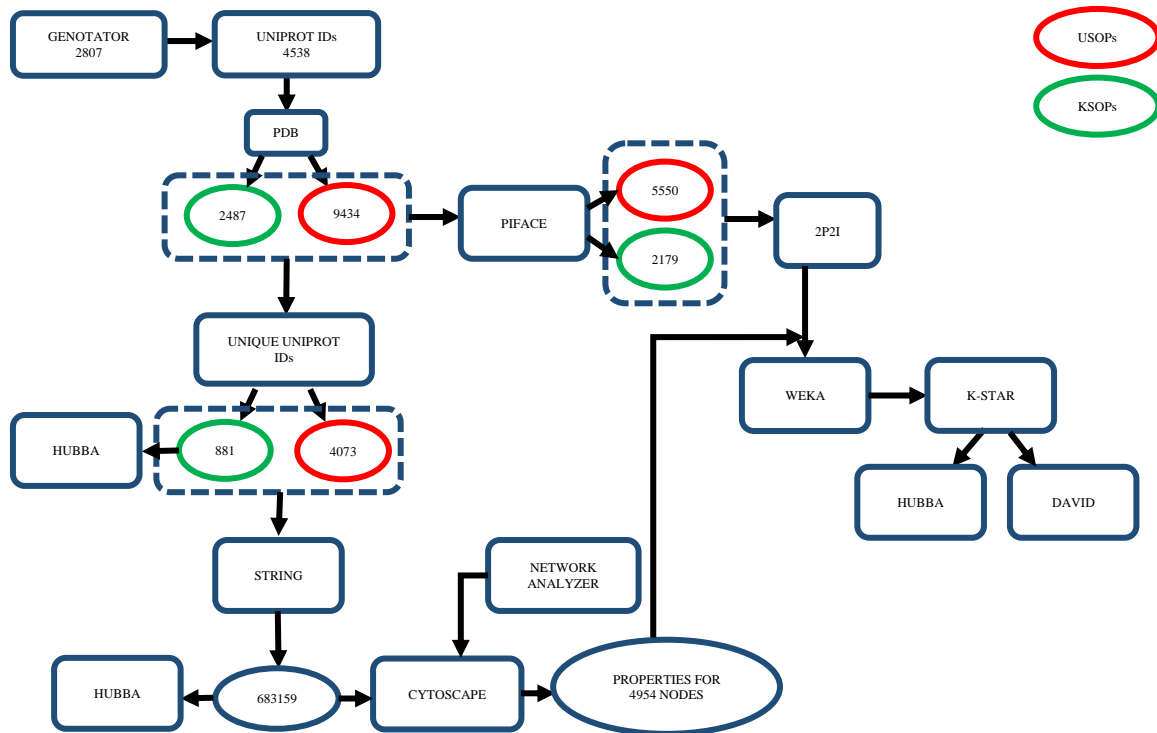 GENOTATOR
2807
UNIPROT IDs
4538
USOPs
KSOPs
PDB
2487
9434
PIFACE
5550
2179
2P2I
UNIQUE UNIPROT
IDs
HUBBA
881
4073
WEKA
K-STAR
HUBBA
DAVID
STRING
NETWORK
ANALYZER
HUBBA
683159
CYTOSCAPE
PROPERTIES FOR
4954 NODES